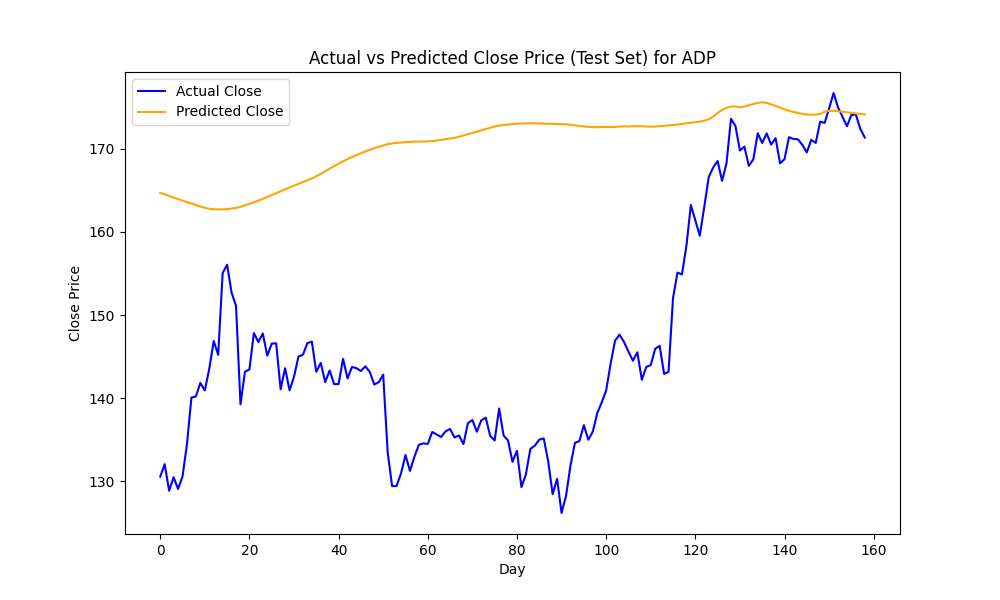 Actual vs Predicted Close Price (Test Set) for ADP
Actual Close
Predicted Close
170
160
150
140
130
Close Price
0 20 40 60 80 100 120 140 160
Day